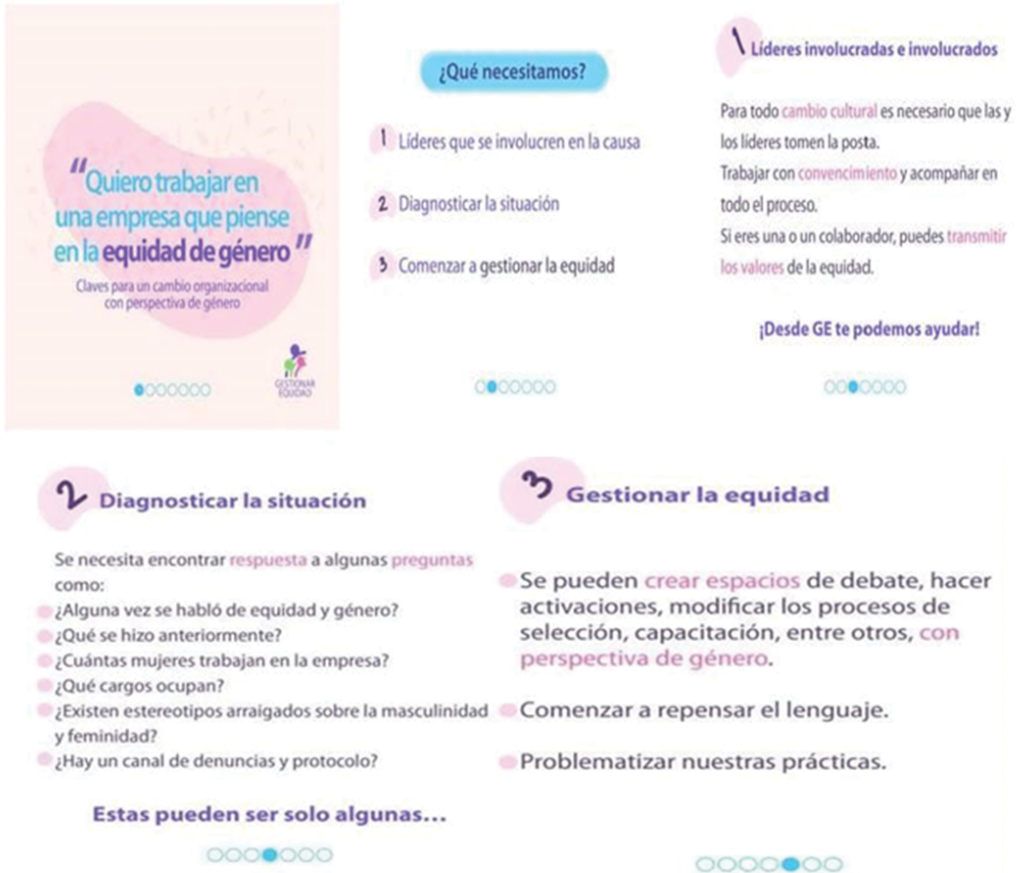 “Quiero trabajar en
una empresa que piense
en la equidad de género”
Claves para un cambio organizacional
con perspectiva de género
GESTIONAR
EQUIDAD
¿Qué necesitamos?
1 Líderes que se involucren en la causa
2 Diagnosticar la situación
3 Comenzar a gestionar la equidad
1 Líderes involucradas e involucrados
Para todo cambio cultural es necesario que las y
los líderes tomen la posta.
Trabajar con convencimiento y acompañar en
todo el proceso.
Si eres una o un colaborador, puedes transmitir
los valores de la equidad.
¡Desde GE te podemos ayudar!
2 Diagnosticar la situación
Se necesita encontrar respuesta a algunas preguntas
como:
¿Alguna vez se habló de equidad y género?
¿Qué se hizo anteriormente?
¿Cuántas mujeres trabajan en la empresa?
¿Qué cargos ocupan?
¿Existen estereotipos arraigados sobre la masculinidad
y feminidad?
¿Hay un canal de denuncias y protocolo?
Estas pueden ser solo algunas...
3 Gestionar la equidad
Se pueden crear espacios de debate, hacer
activaciones, modificar los procesos de
selección, capacitación, entre otros, con
perspectiva de género.
Comenzar a repensar el lenguaje.
Problematizar nuestras prácticas.